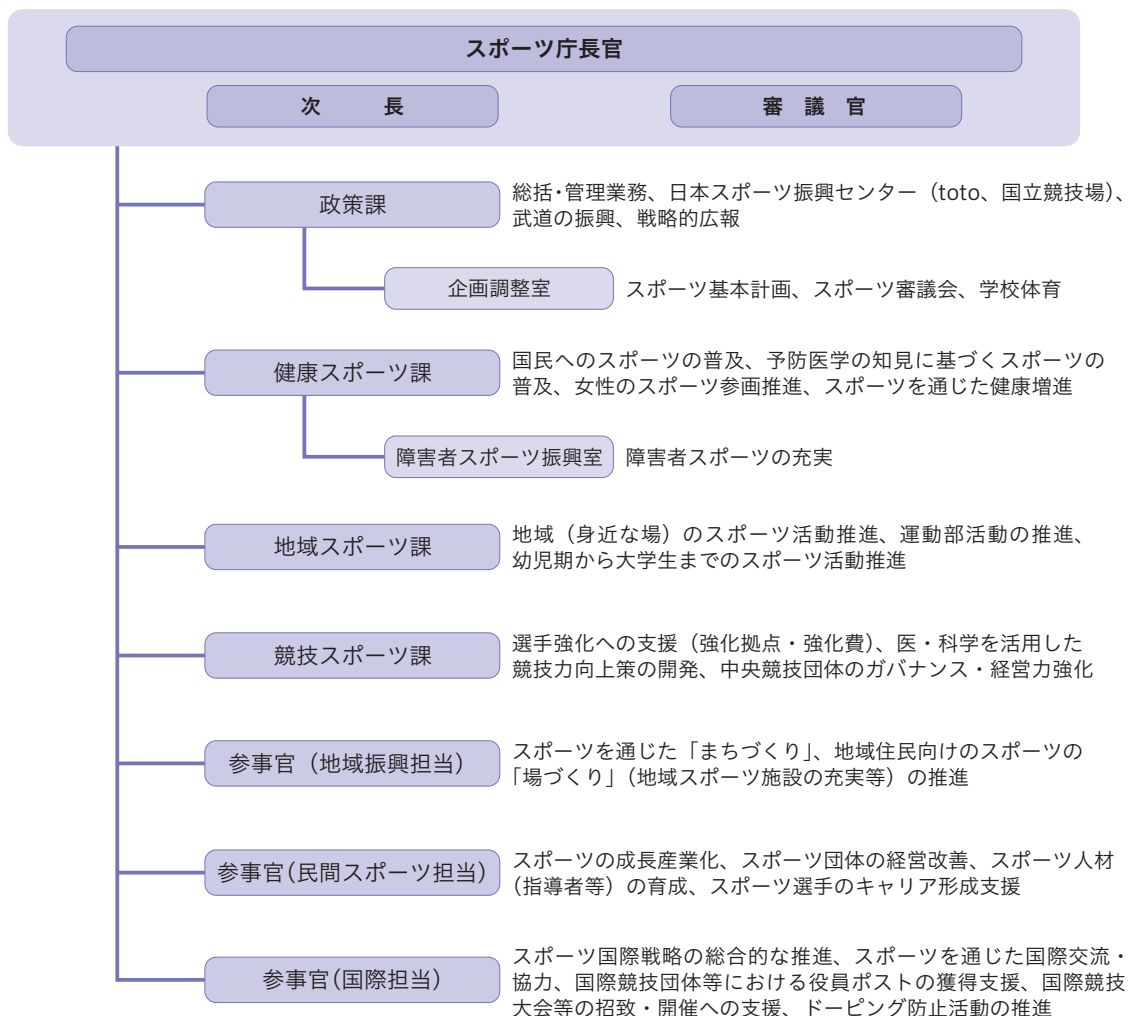 スポーツ庁長官
次　　長
審　議　官
政策課
総括・管理業務、日本スポーツ振興センター（toto、国立競技場）、
武道の振興、戦略的広報
企画調整室
スポーツ基本計画、スポーツ審議会、学校体育
健康スポーツ課
国民へのスポーツの普及、予防医学の知見に基づくスポーツの
普及、女性のスポーツ参画推進、スポーツを通じた健康増進
障害者スポーツ振興室
障害者スポーツの充実
地域スポーツ課
地域（身近な場）のスポーツ活動推進、運動部活動の推進、
幼児期から大学生までのスポーツ活動推進
競技スポーツ課
選手強化への支援（強化拠点・強化費）、医・科学を活用した
競技力向上策の開発、中央競技団体のガバナンス・経営力強化
参事官（地域振興担当）
スポーツを通じた「まちづくり」、地域住民向けのスポーツの
「場づくり」（地域スポーツ施設の充実等）の推進
参事官（民間スポーツ担当）
スポーツの成長産業化、スポーツ団体の経営改善、スポーツ人材
（指導者等）の育成、スポーツ選手のキャリア形成支援
参事官（国際担当）
スポーツ国際戦略の総合的な推進、スポーツを通じた国際交流・
協力、国際競技団体等における役員ポストの獲得支援、国際競技
大会等の招致・開催への支援、ドーピング防止活動の推進